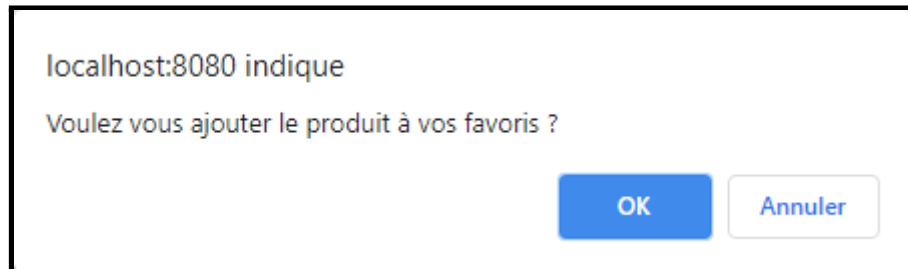 localhost:8080 indique
Voulez vous ajouter le produit à vos favoris ?
OK Annuler